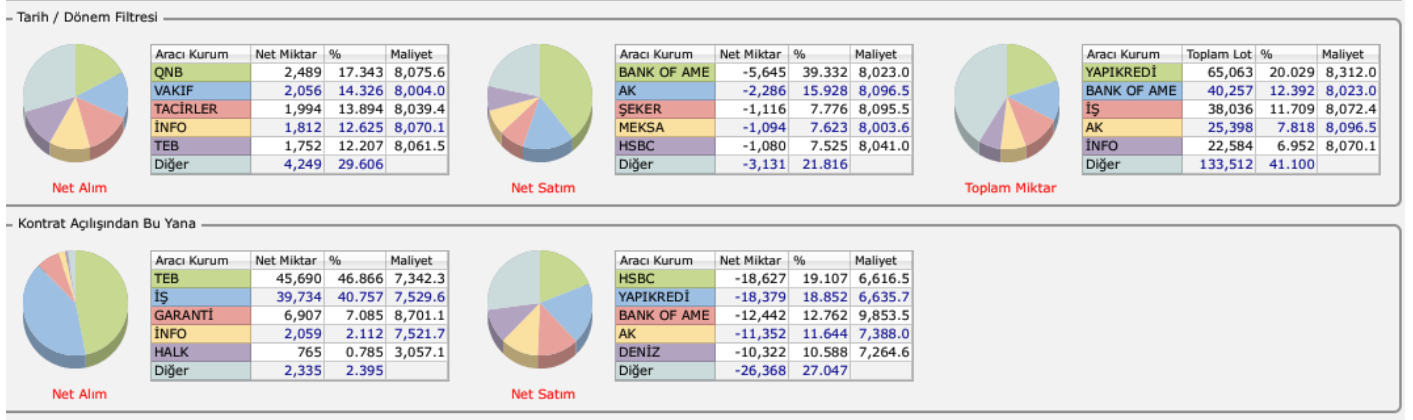 Tarih / Dönem Filtresi
Aracı Kurum Net Miktar % Maliyet
QNB 2,489 17.343 8,075.6
VAKIF 2,056 14.326 8,004.0
TACİRLER 1,994 13.894 8,039.4
İNFO 1,812 12.625 8,070.1
TEB 1,752 12.207 8,061.5
Diğer 4,249 29.606
Net Alım
Aracı Kurum Net Miktar % Maliyet
BANK OF AME -5,645 39.332 8,023.0
AK -2,286 15.928 8,096.5
ŞEKER -1,116 7.776 8,095.5
MEKSA -1,094 7.623 8,003.6
HSBC -1,080 7.525 8,041.0
Diğer -3,131 21.816
Net Satım
Aracı Kurum Toplam Lot % Maliyet
YAPIKREDİ 65,063 20.029 8,312.0
BANK OF AME 40,257 12.392 8,023.0
İŞ 38,036 11.709 8,072.4
AK 25,398 7.818 8,096.5
İNFO 22,584 6.952 8,070.1
Diğer 133,512 41.100
Toplam Miktar
Kontrat Açılışından Bu Yana
Aracı Kurum Net Miktar % Maliyet
TEB 45,690 46.866 7,342.3
İŞ 39,734 40.757 7,529.6
GARANTİ 6,907 7.085 8,701.1
İNFO 2,059 2.112 7,521.7
HALK 765 0.785 3,057.1
Diğer 2,335 2.395
Net Alım
Aracı Kurum Net Miktar % Maliyet
HSBC -18,627 19.107 6,616.5
YAPIKREDİ -18,379 18.852 6,635.7
BANK OF AME -12,442 12.762 9,853.5
AK -11,352 11.644 7,388.0
DENİZ -10,322 10.588 7,264.6
Diğer -26,368 27.047
Net Satım